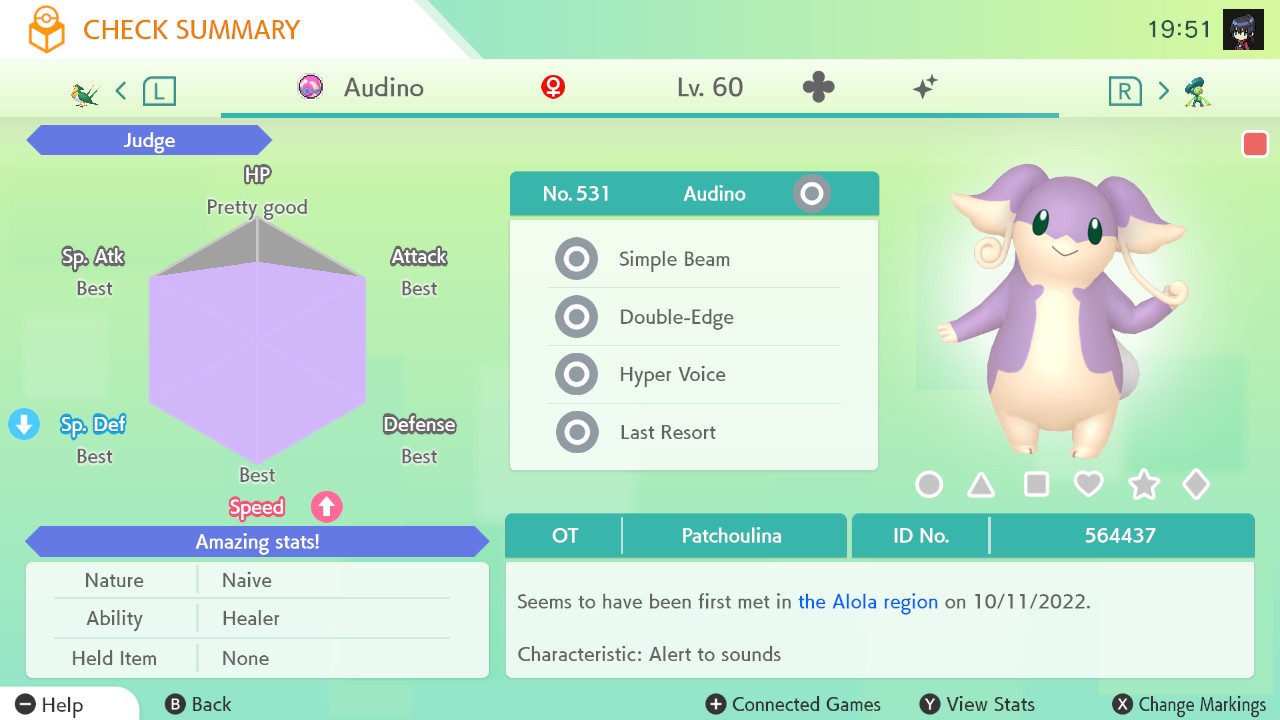 CHECK SUMMARY
19:51
L
Audino
Lv. 60
R
Judge
HP
Pretty good
Sp. Atk
Best
Attack
Best
Sp. Def
Best
Defense
Best
Best
Speed
Amazing stats!
Nature Naive
Ability Healer
Held Item None
No. 531 Audino
Simple Beam
Double-Edge
Hyper Voice
Last Resort
OT Patchoulina ID No. 564437
Seems to have been first met in the Alola region on 10/11/2022.
Characteristic: Alert to sounds
Help
B Back
Connected Games
Y View Stats
X Change Markings